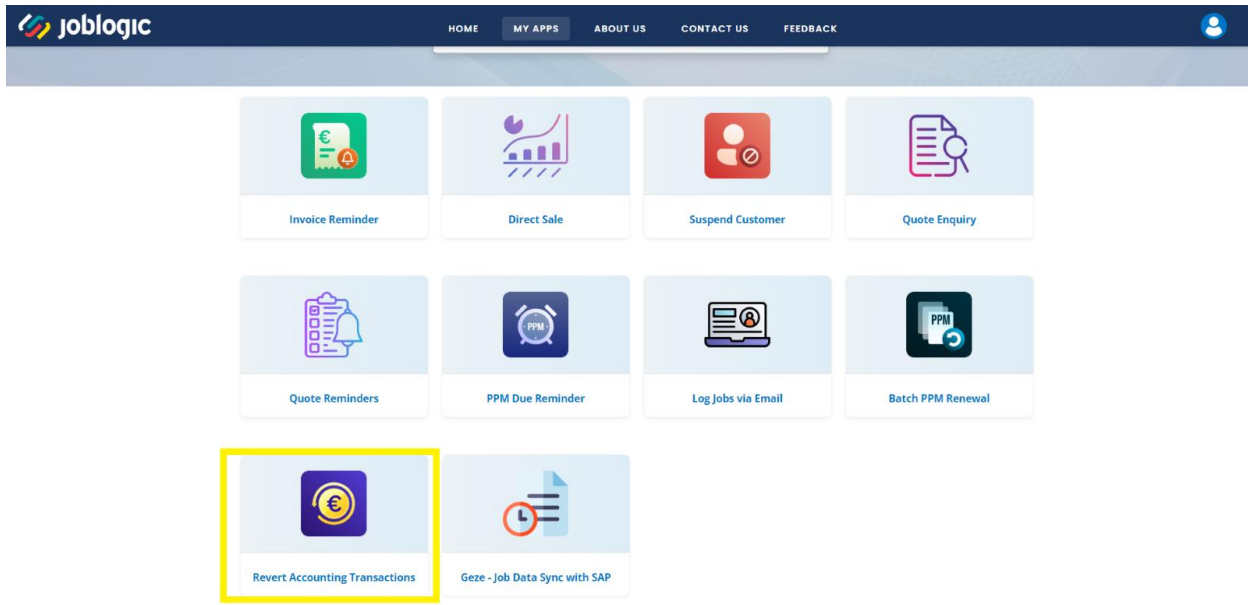 joblogic
HOME MY APPS ABOUT US CONTACT US FEEDBACK
€
Invoice Reminder
Direct Sale
Suspend Customer
Quote Enquiry
PPM
PPM
Quote Reminders
PPM Due Reminder
Log Jobs via Email
Batch PPM Renewal
€
Revert Accounting Transactions
Geze - Job Data Sync with SAP